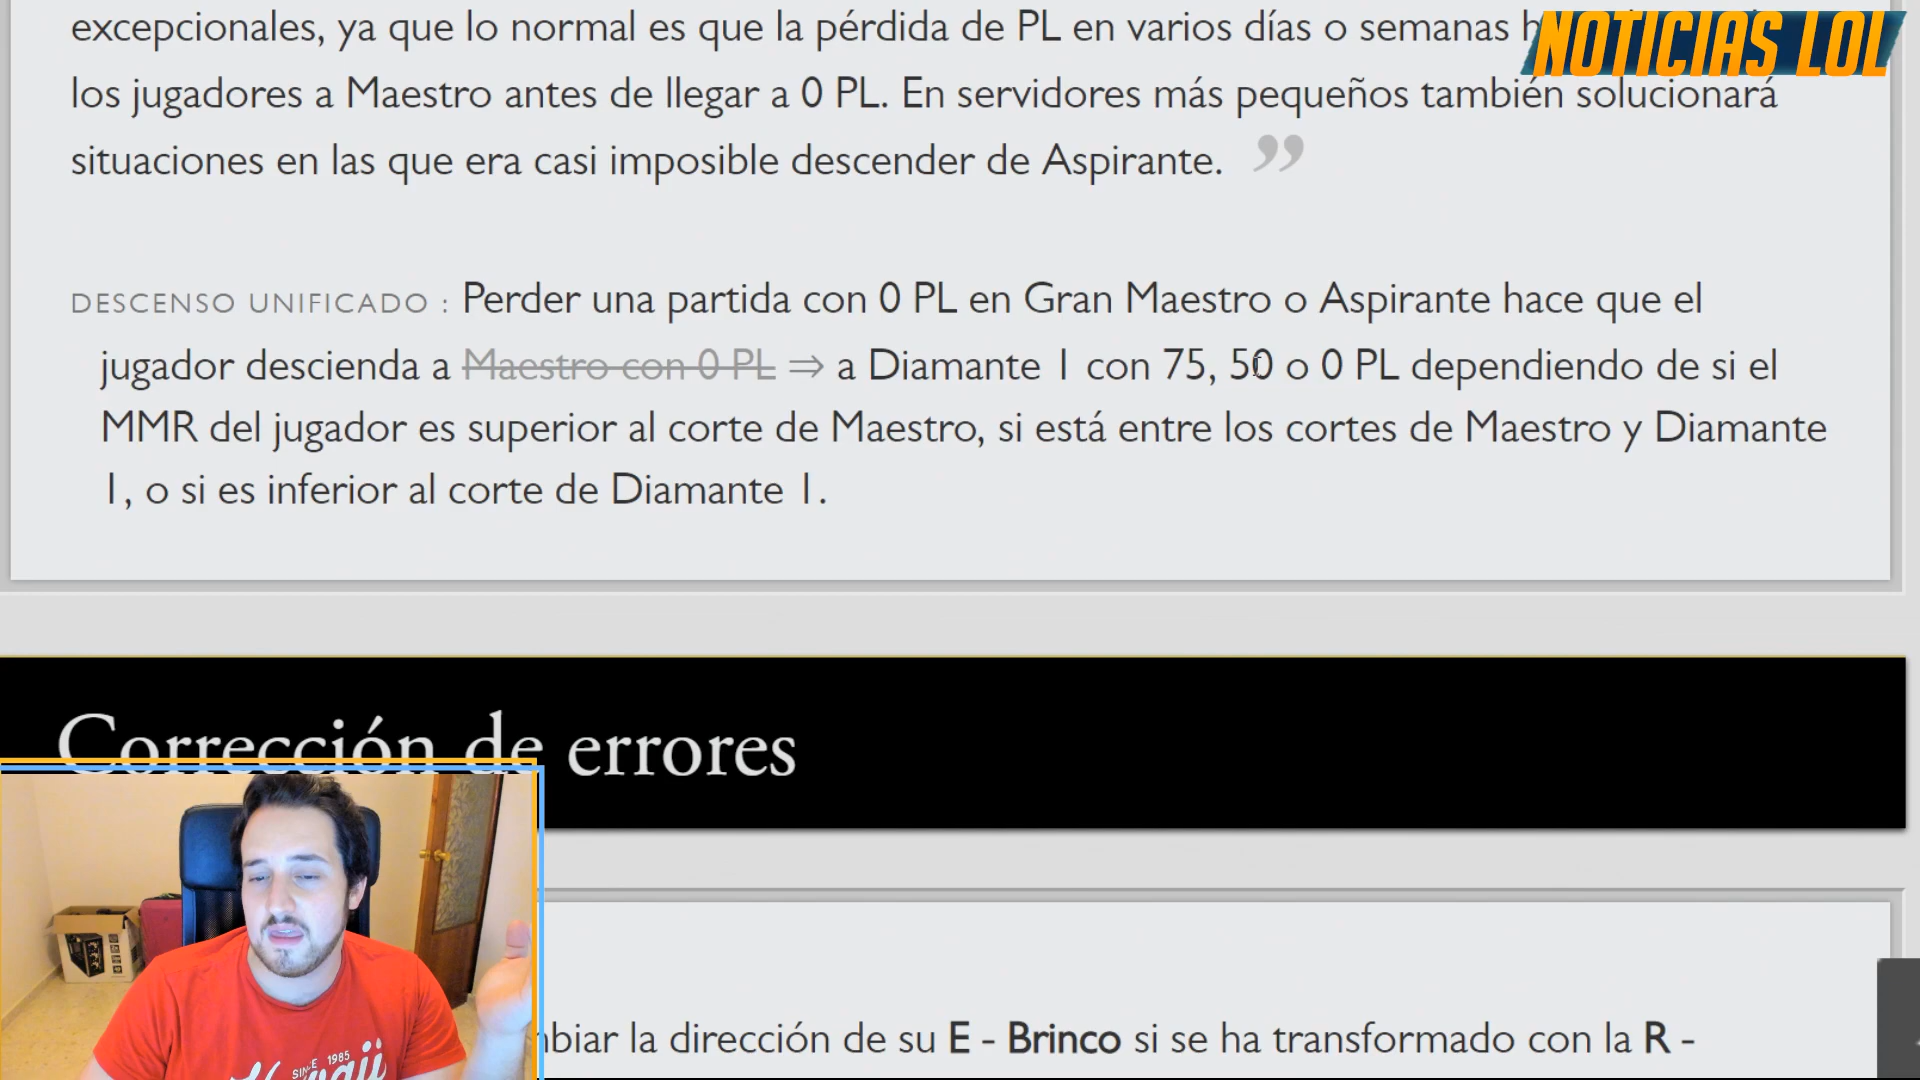 excepcionales, ya que lo normal es que la pérdida de PL en varios días o semanas
NOTICIAS LOL
los jugadores a Maestro antes de llegar a 0 PL. En servidores más pequeños también solucionará
situaciones en las que era casi imposible descender de Aspirante. ”
DESCENSO UNIFICADO : Perder una partida con 0 PL en Gran Maestro o Aspirante hace que el
jugador descienda a Maestro con 0 PL ⇒ a Diamante 1 con 75, 50 o 0 PL dependiendo de si el
MMR del jugador es superior al corte de Maestro, si está entre los cortes de Maestro y Diamante
1, o si es inferior al corte de Diamante 1.
Corrección de errores
la dirección de su E - Brinco si se ha transformado con la R -
SINCE 1985